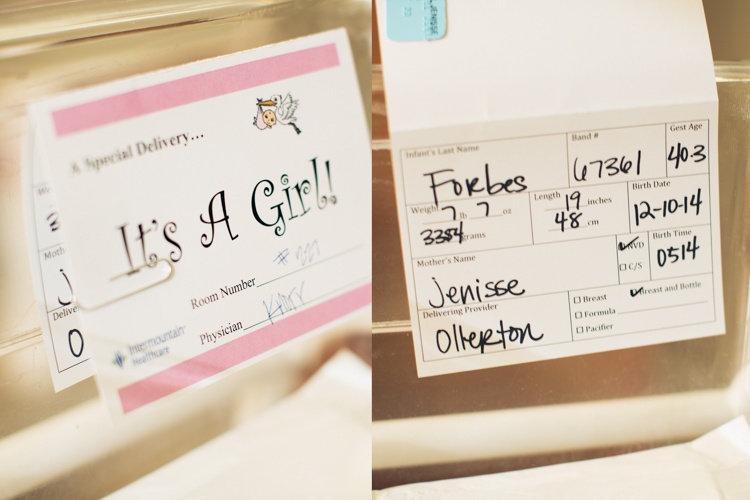 A Special Delivery...
It's A Girl!
Room Number #221
Physician
Intermountain
Healthcare
JENISSE
Infant's Last Name
Forbes
Band #
67361
Gest Age
40.3
Weight 7 lb 7 oz
3354 grams
Length 19 inches
48 cm
Birth Date
12-10-14
Mother's Name
Jenisse
NVD
C/S
Birth Time
0514
Delivering Provider
Ollerton
Breast
Breast and Bottle
Formula
Pacifier